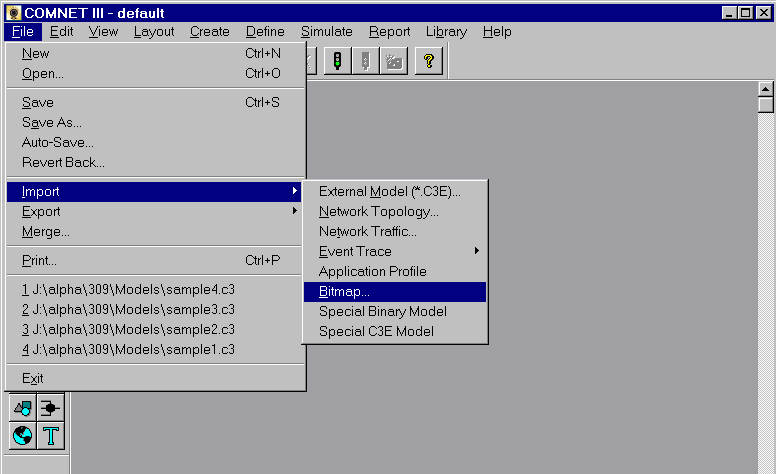 COMNET III - default
File Edit View Layout Create Define Simulate Report Library Help
New Ctrl+N
Open... Ctrl+O
Save Ctrl+S
Save As...
Auto-Save...
Revert Back...
Import
Export
Merge...
Print... Ctrl+P
1 J:\alpha\309\Models\sample4.c3
2 J:\alpha\309\Models\sample3.c3
3 J:\alpha\309\Models\sample2.c3
4 J:\alpha\309\Models\sample1.c3
Exit
External Model (*.C3E)...
Network Topology...
Network Traffic...
Event Trace
Application Profile
Bitmap...
Special Binary Model
Special C3E Model
?
T